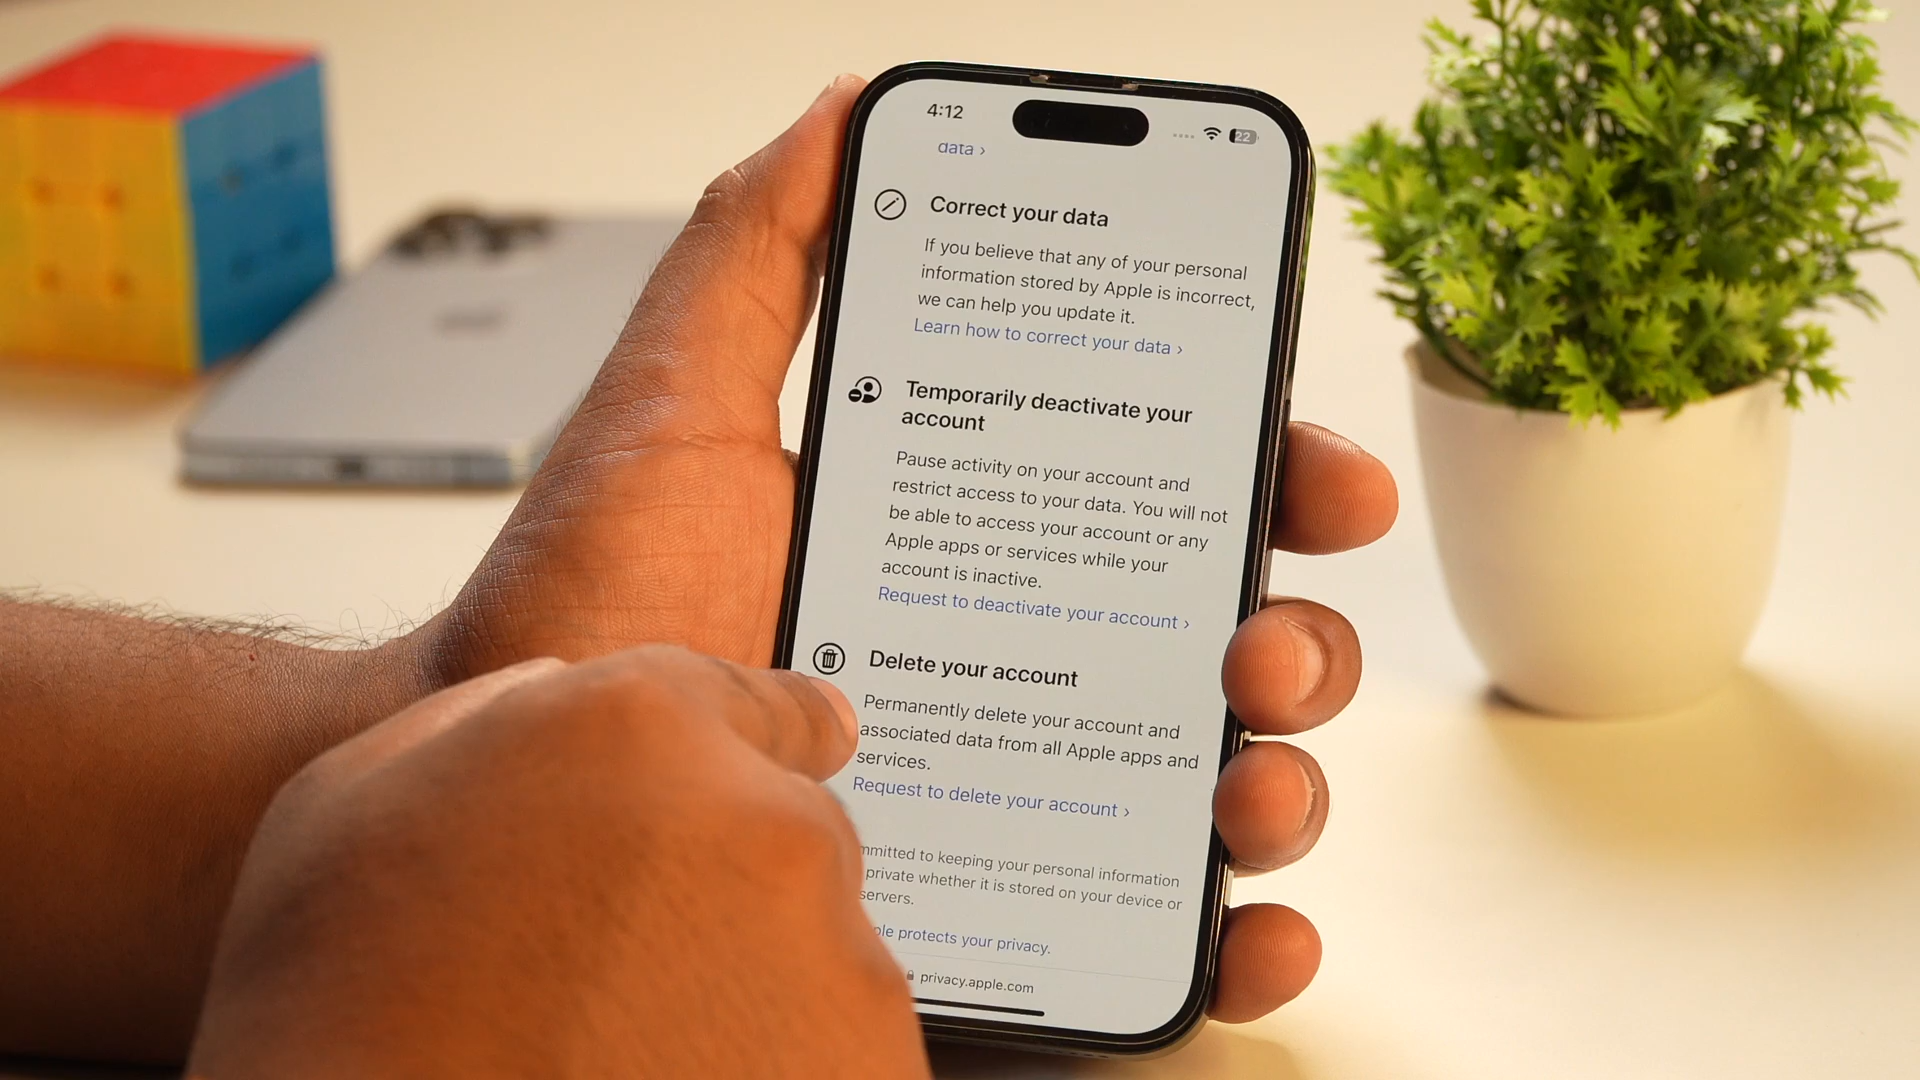 4:12
22
data ›
Correct your data
If you believe that any of your personal
information stored by Apple is incorrect,
we can help you update it.
Learn how to correct your data ›
Temporarily deactivate your
account
Pause activity on your account and
restrict access to your data. You will not
be able to access your account or any
Apple apps or services while your
account is inactive.
Request to deactivate your account ›
Delete your account
Permanently delete your account and
associated data from all Apple apps and
services.
Request to delete your account ›
mmitted to keeping your personal information
private whether it is stored on your device or
servers.
ple protects your privacy.
privacy.apple.com